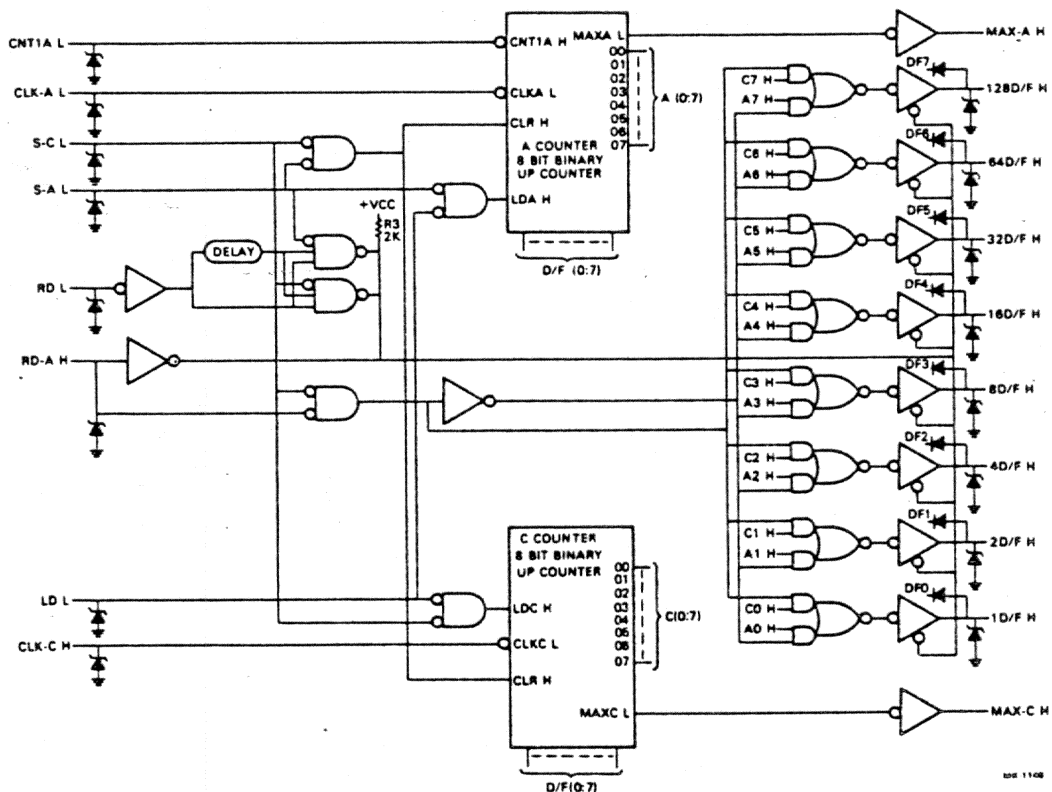 CNT1A L
CLK-A L
S-C L
S-A L
RD L
RD-A H
LD L
CLK-C H
DELAY
+VCC
R3
2K
CNT1A H
MAXA L
00
01
02
03
04
05
06
07
CLKA L
CLR H
A COUNTER
8 BIT BINARY
UP COUNTER
LDA H
A (0:7)
D/F (0:7)
C COUNTER
8 BIT BINARY
UP COUNTER
00
01
02
03
04
05
06
07
LDC H
CLKC L
CLR H
MAXC L
C(0:7)
D/F(0:7)
MAX-A H
C7 H
A7 H
DF7
128D/F H
C6 H
A6 H
DF6
64D/F H
C5 H
A5 H
DF5
32D/F H
C4 H
A4 H
DF4
16D/F H
C3 H
A3 H
DF3
8D/F H
C2 H
A2 H
DF2
4D/F H
C1 H
A1 H
DF1
2D/F H
C0 H
A0 H
DF0
1D/F H
MAX-C H